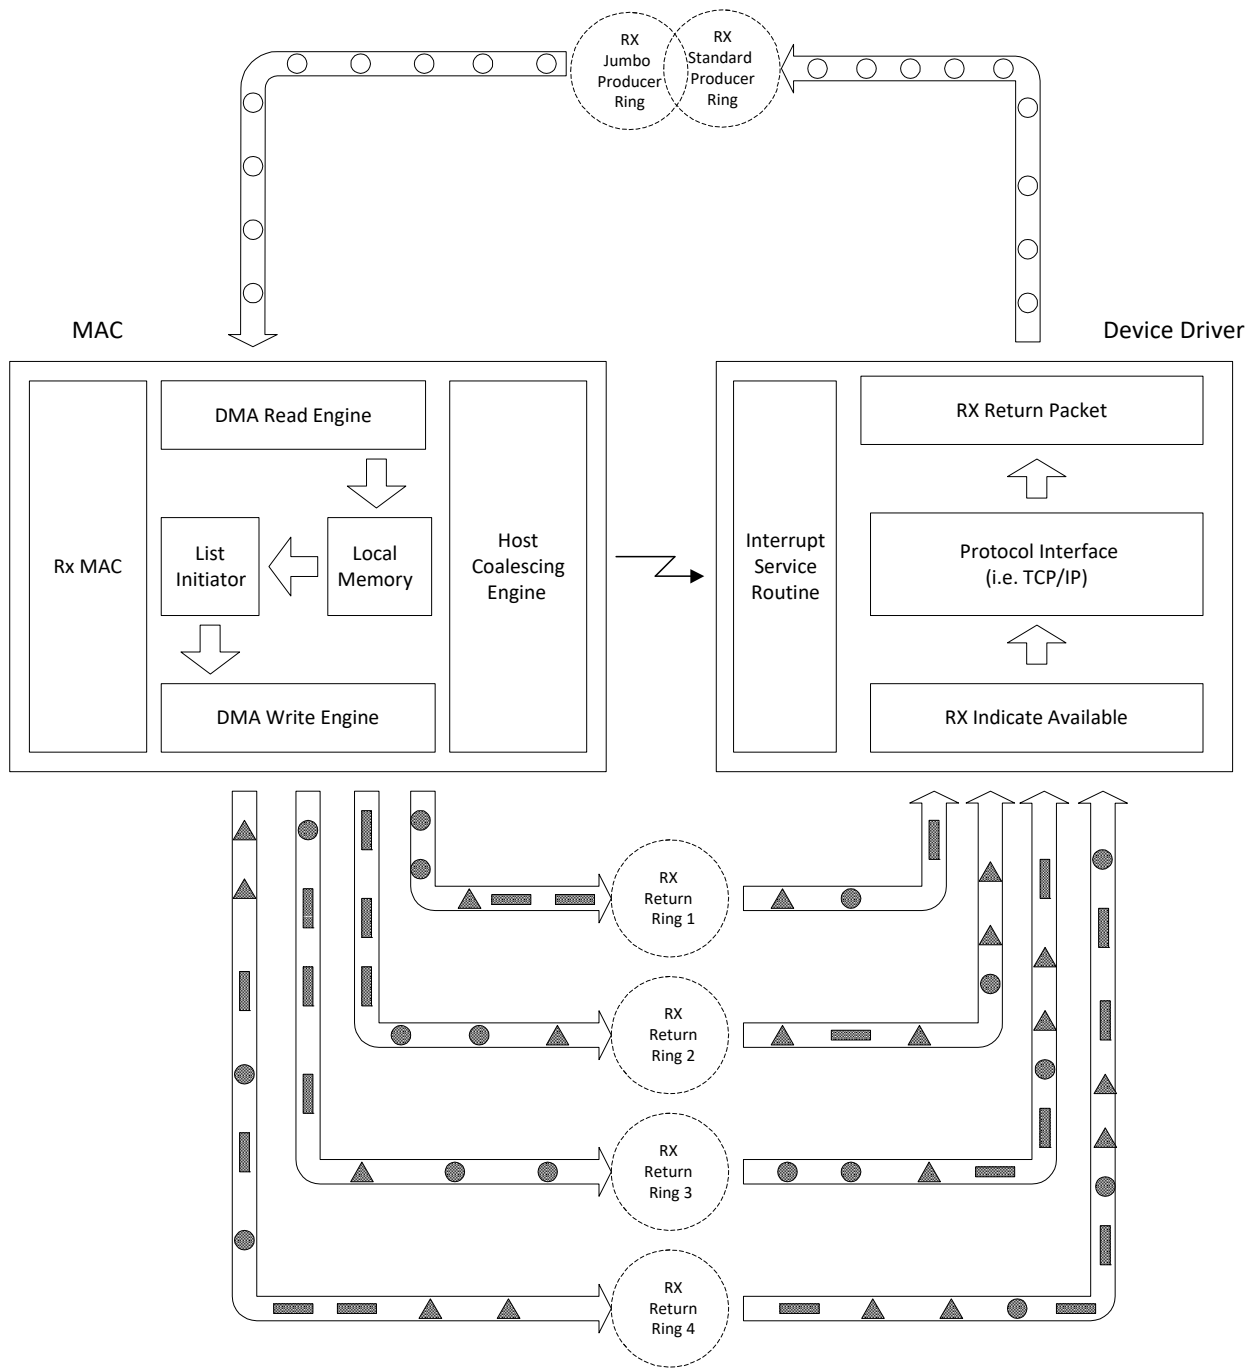 RX
Jumbo
Producer
Ring
RX
Standard
Producer
Ring
MAC
Device Driver
Rx MAC
DMA Read Engine
List
Initiator
Local
Memory
DMA Write Engine
Host
Coalescing
Engine
Interrupt
Service
Routine
RX Return Packet
Protocol Interface
(i.e. TCP/IP)
RX Indicate Available
RX
Return
Ring 1
RX
Return
Ring 2
RX
Return
Ring 3
RX
Return
Ring 4